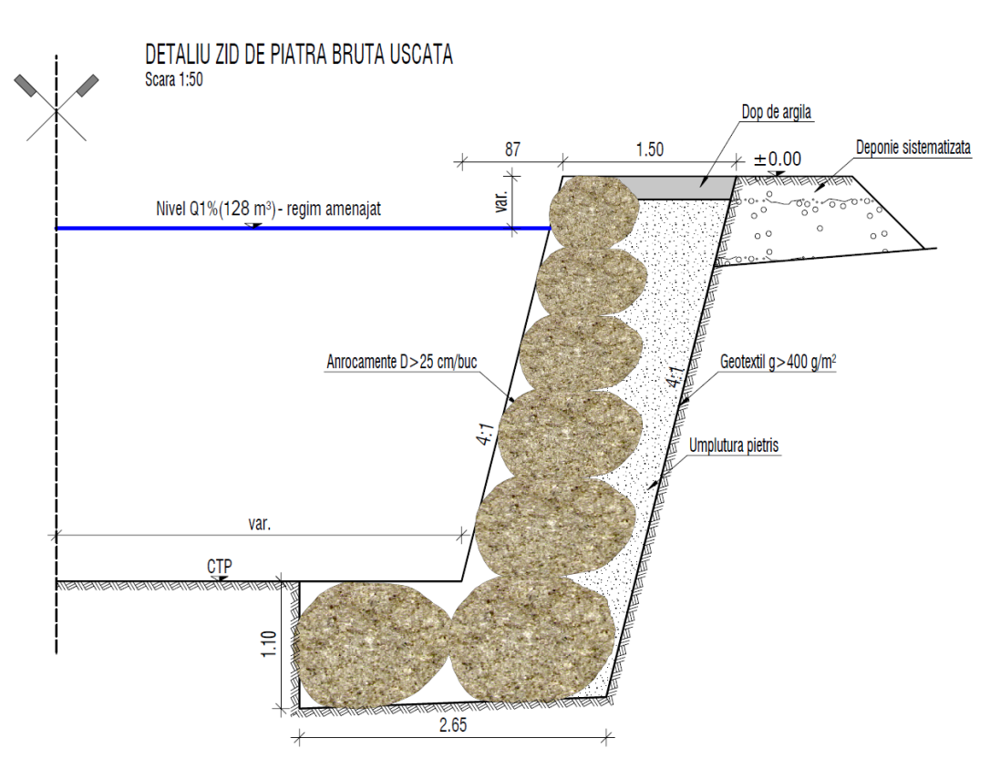 DETALIU ZID DE PIATRA BRUTA USCATA
Scara 1:50
Dop de argila
87
1.50
±0.00
Deponie sistematizata
var.
Nivel Q1%(128 m³) - regim amenajat
Anrocamente D>25 cm/buc
4:1
Geotextil g>400 g/m²
4:1
Umplutura pietris
var.
CTP
1.10
2.65